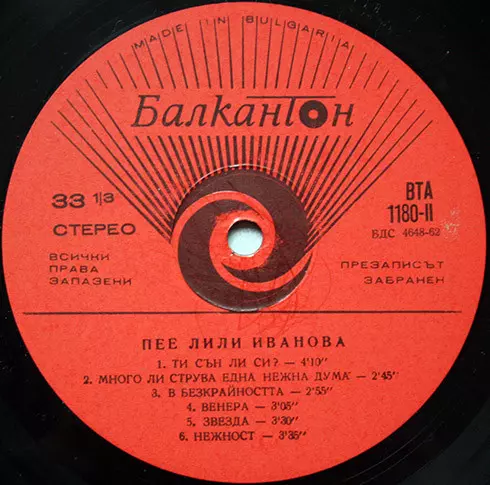 MADE IN BULGARIA
Балкантон
33 1/3
СТЕРЕО
ВТА
1180-II
БДС 4648-62
ВСИЧКИ
ПРАВА
ЗАПАЗЕНИ
ПРЕЗАПИСЪТ
ЗАБРАНЕН
ПЕЕ ЛИЛИ ИВАНОВА
1. ТИ СЪН ЛИ СИ? — 4'10"
2. МНОГО ЛИ СТРУВА ЕДНА НЕЖНА ДУМА — 2'45"
3. В БЕЗКРАЙНОСТТА — 2'55"
4. ВЕНЕРА — 3'05"
5. ЗВЕЗДА — 3'30"
6. НЕЖНОСТ — 3'35"